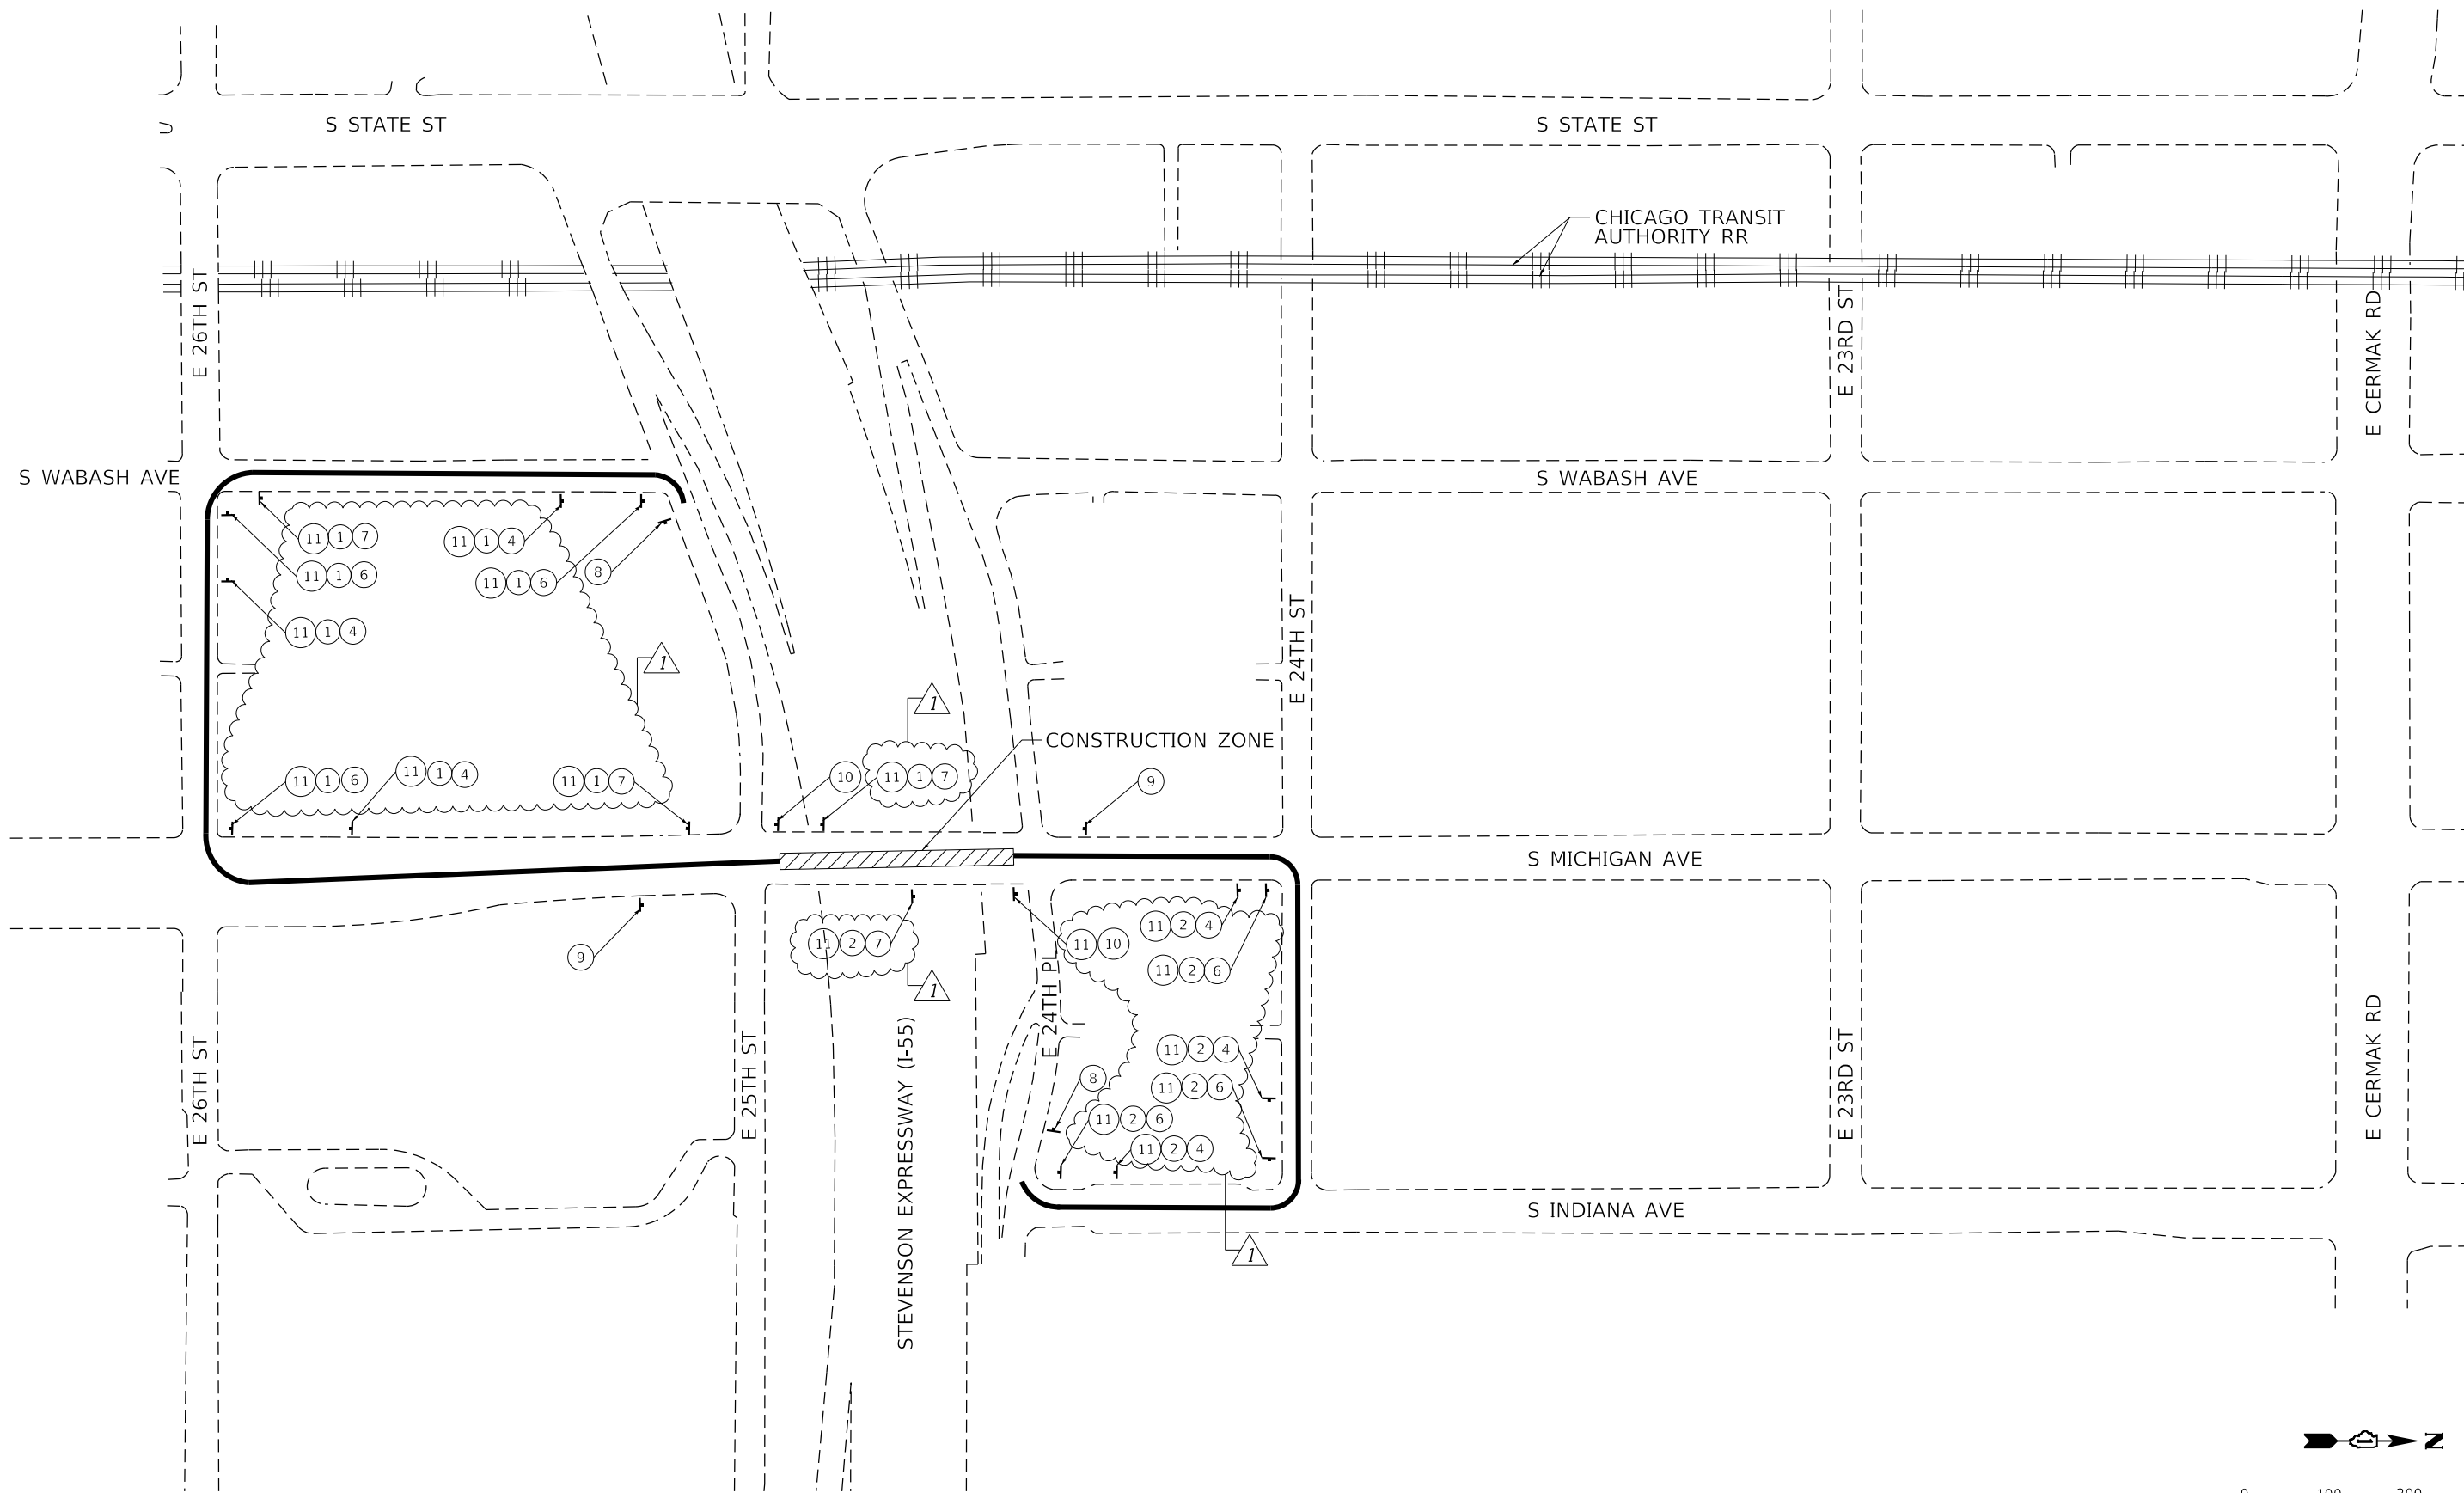 S STATE ST
S STATE ST
CHICAGO TRANSIT
AUTHORITY RR
E 26TH ST
E 23RD ST
E CERMAK RD
S WABASH AVE
S WABASH AVE
11 1 7
11 1 4
11 1 6
11 1 6
8
11 1 4
1
E 24TH ST
1
CONSTRUCTION ZONE
11 1 6
11 1 4
11 1 7
10
11 1 7
9
S MICHIGAN AVE
9
11 2 7
11 10
11 2 4
11 2 6
1
E 24TH PL
E 26TH ST
E 25TH ST
STEVENSON EXPRESSWAY (I-55)
11 2 4
8
11 2 6
11 2 6
11 2 4
E 23RD ST
E CERMAK RD
S INDIANA AVE
1
N
0 100 200